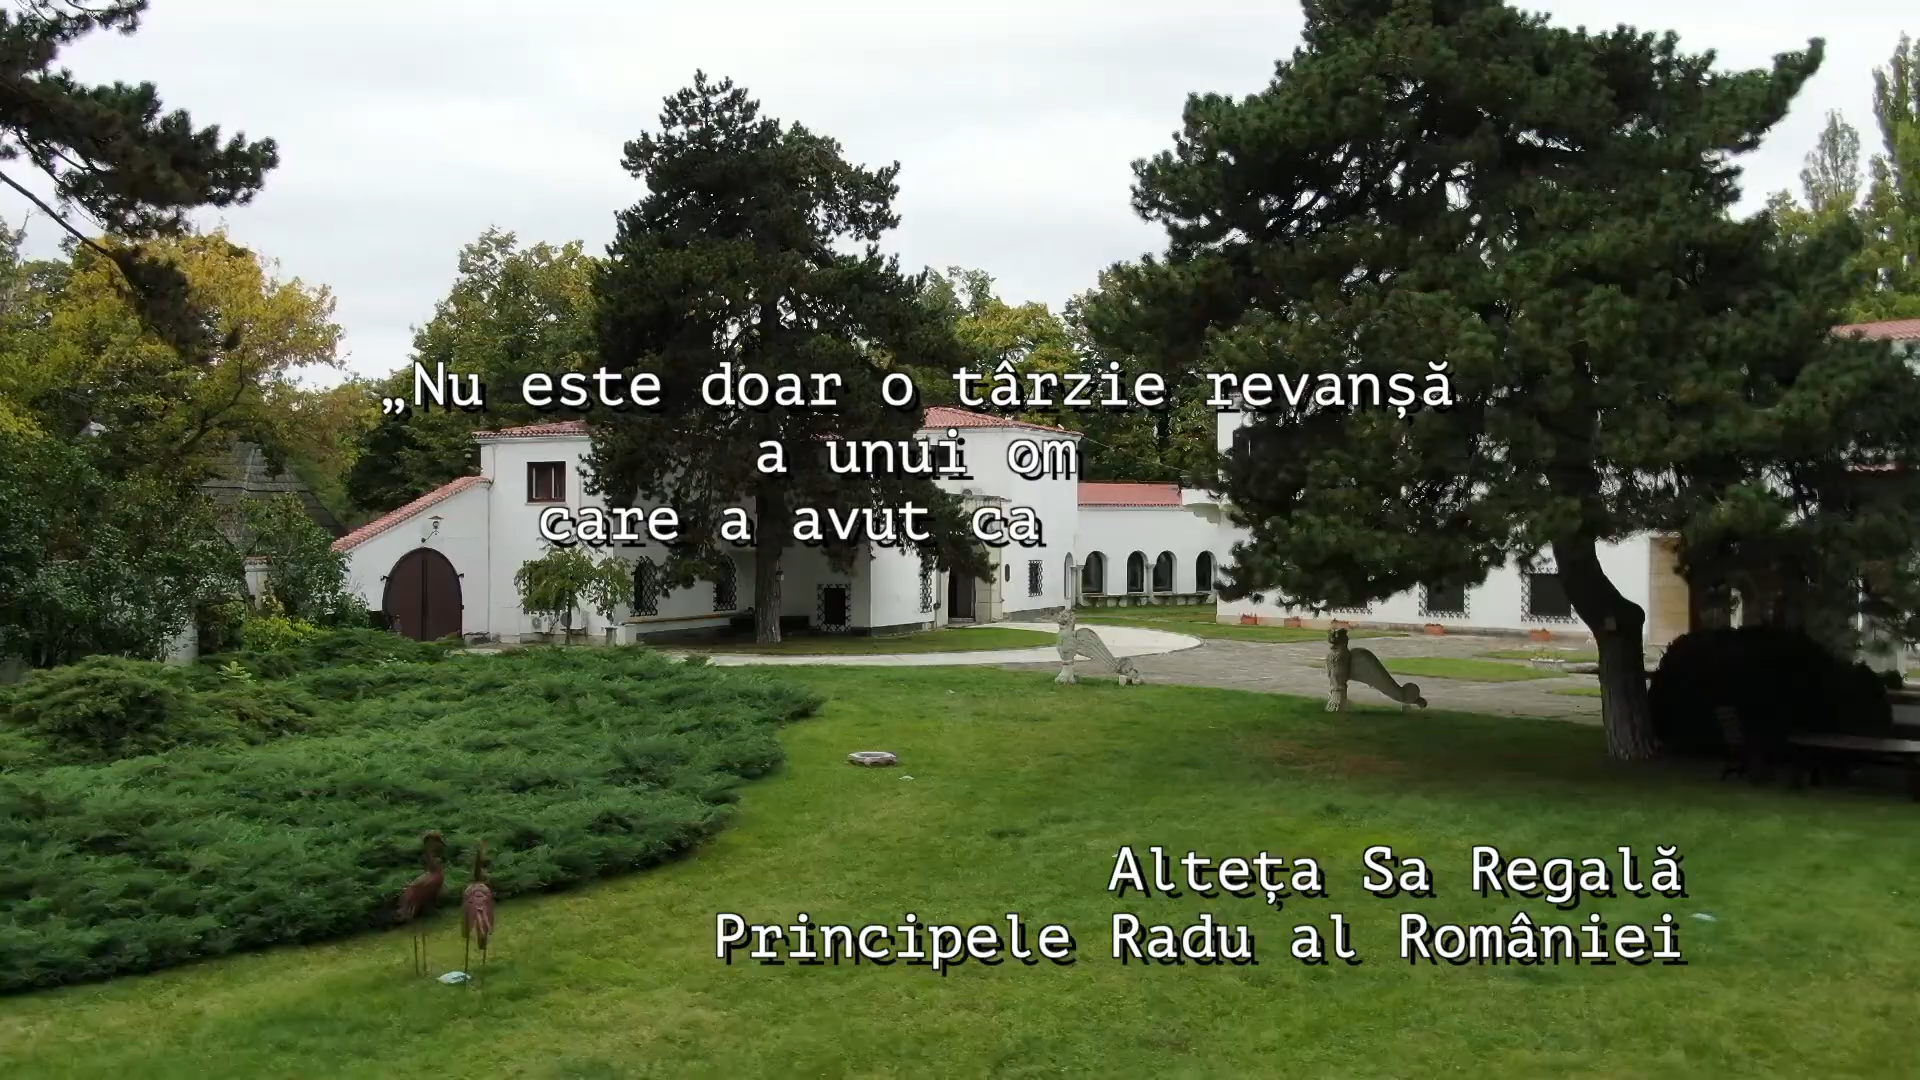 „Nu este doar o târzie revanșă
a unui om
care a avut ca
Alteța Sa Regală
Principele Radu al României